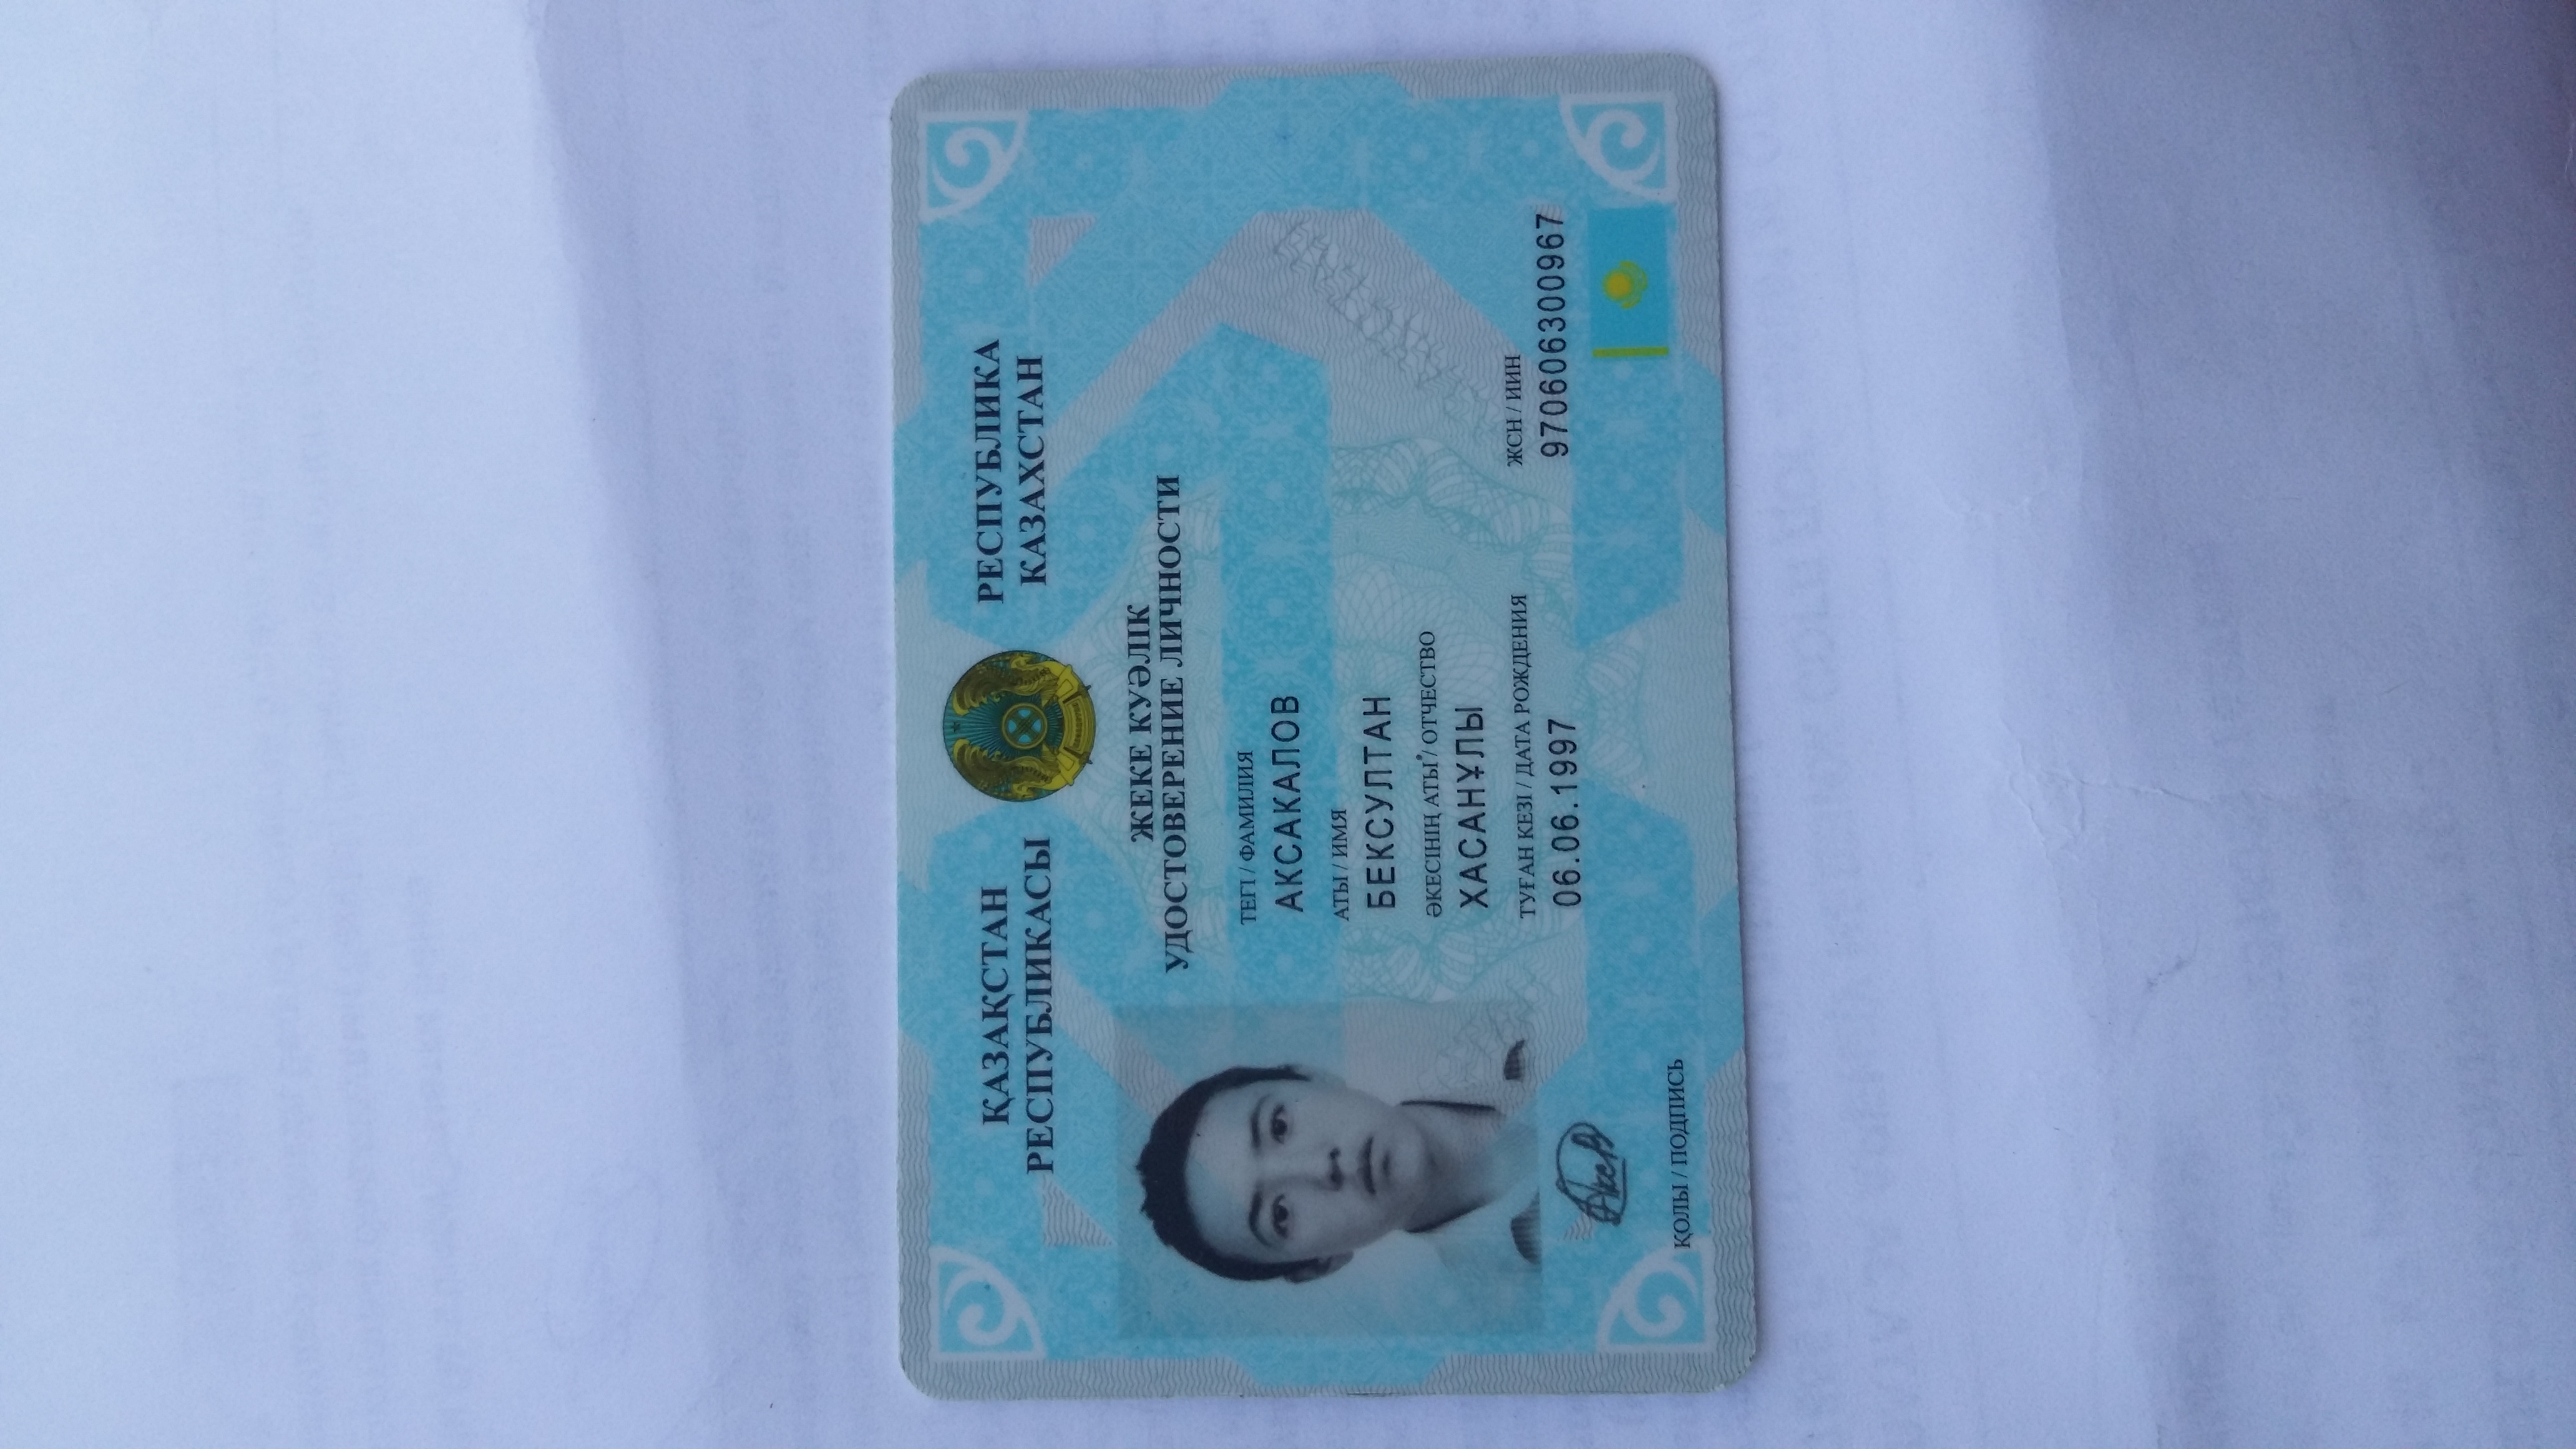 ҚАЗАҚСТАН
РЕСПУБЛИКАСЫ
РЕСПУБЛИКА
КАЗАХСТАН
ЖЕКЕ КУӘЛІК
УДОСТОВЕРЕНИЕ ЛИЧНОСТИ
ТЕГІ / ФАМИЛИЯ
АКСАКАЛОВ
АТЫ / ИМЯ
БЕКСУЛТАН
ӘКЕСІНІҢ АТЫ / ОТЧЕСТВО
ХАСАНҰЛЫ
ТУҒАН КЕЗІ / ДАТА РОЖДЕНИЯ
06.06.1997
ЖСН / ИИН
970606300967
ҚОЛЫ / ПОДПИСЬ